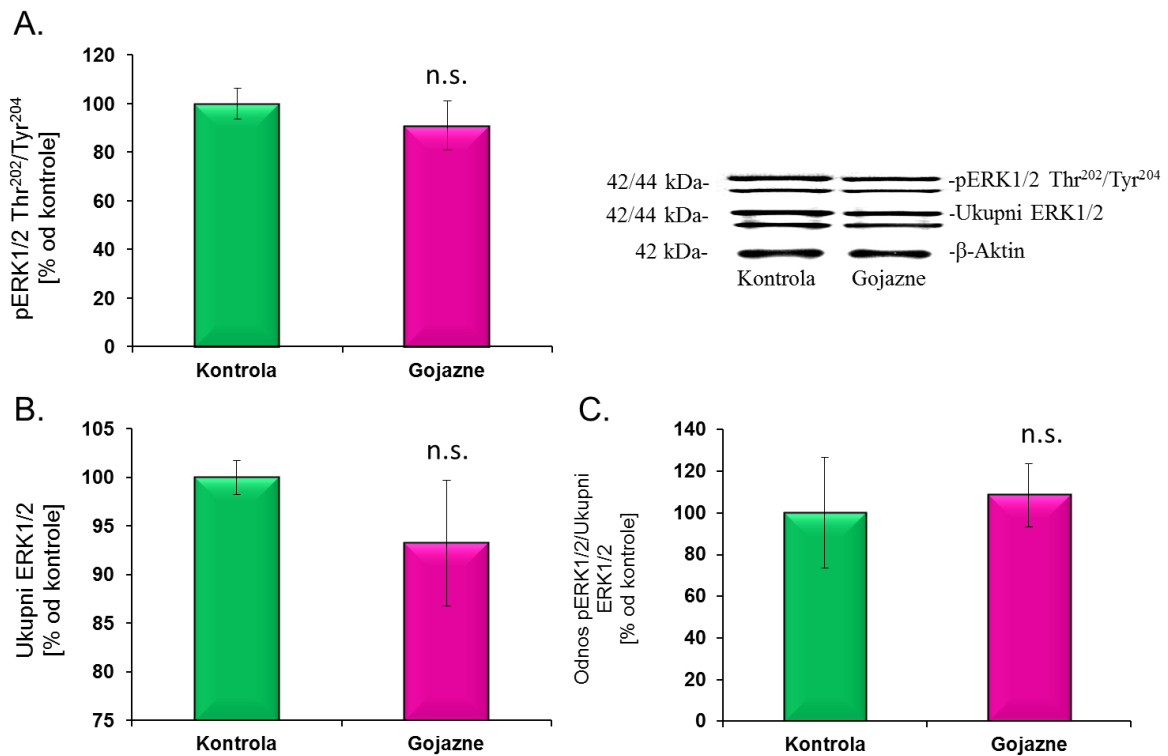 A.
pERK1/2 Thr²⁰²/Tyr²⁰⁴
[% od kontrole]
120
100
80
60
40
20
0
n.s.
Kontrola
Gojazne
42/44 kDa-
-pERK1/2 Thr²⁰²/Tyr²⁰⁴
42/44 kDa-
-Ukupni ERK1/2
42 kDa-
-β-Aktin
Kontrola
Gojazne
B.
Ukupni ERK1/2
[% od kontrole]
105
100
95
90
85
80
75
n.s.
Kontrola
Gojazne
C.
Odnos pERK1/2/Ukupni
ERK1/2
[% od kontrole]
140
120
100
80
60
40
20
0
n.s.
Kontrola
Gojazne